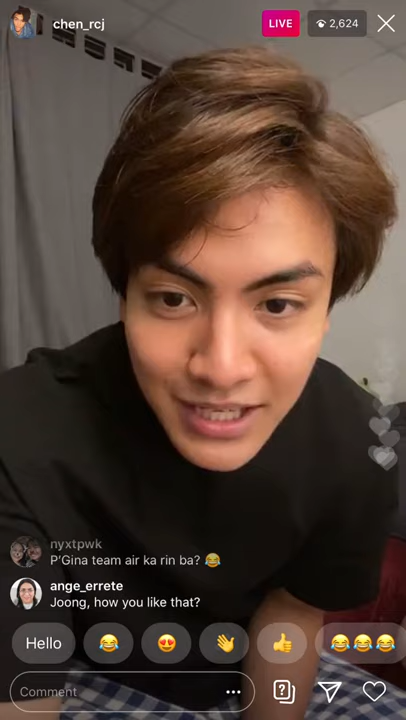 chen_rcj
LIVE
2,624
nyxtpwk
P'Gina team air ka rin ba? 😂
ange_errete
Joong, how you like that?
Hello
😂
😍
👋
👍
😂😂😂
Comment